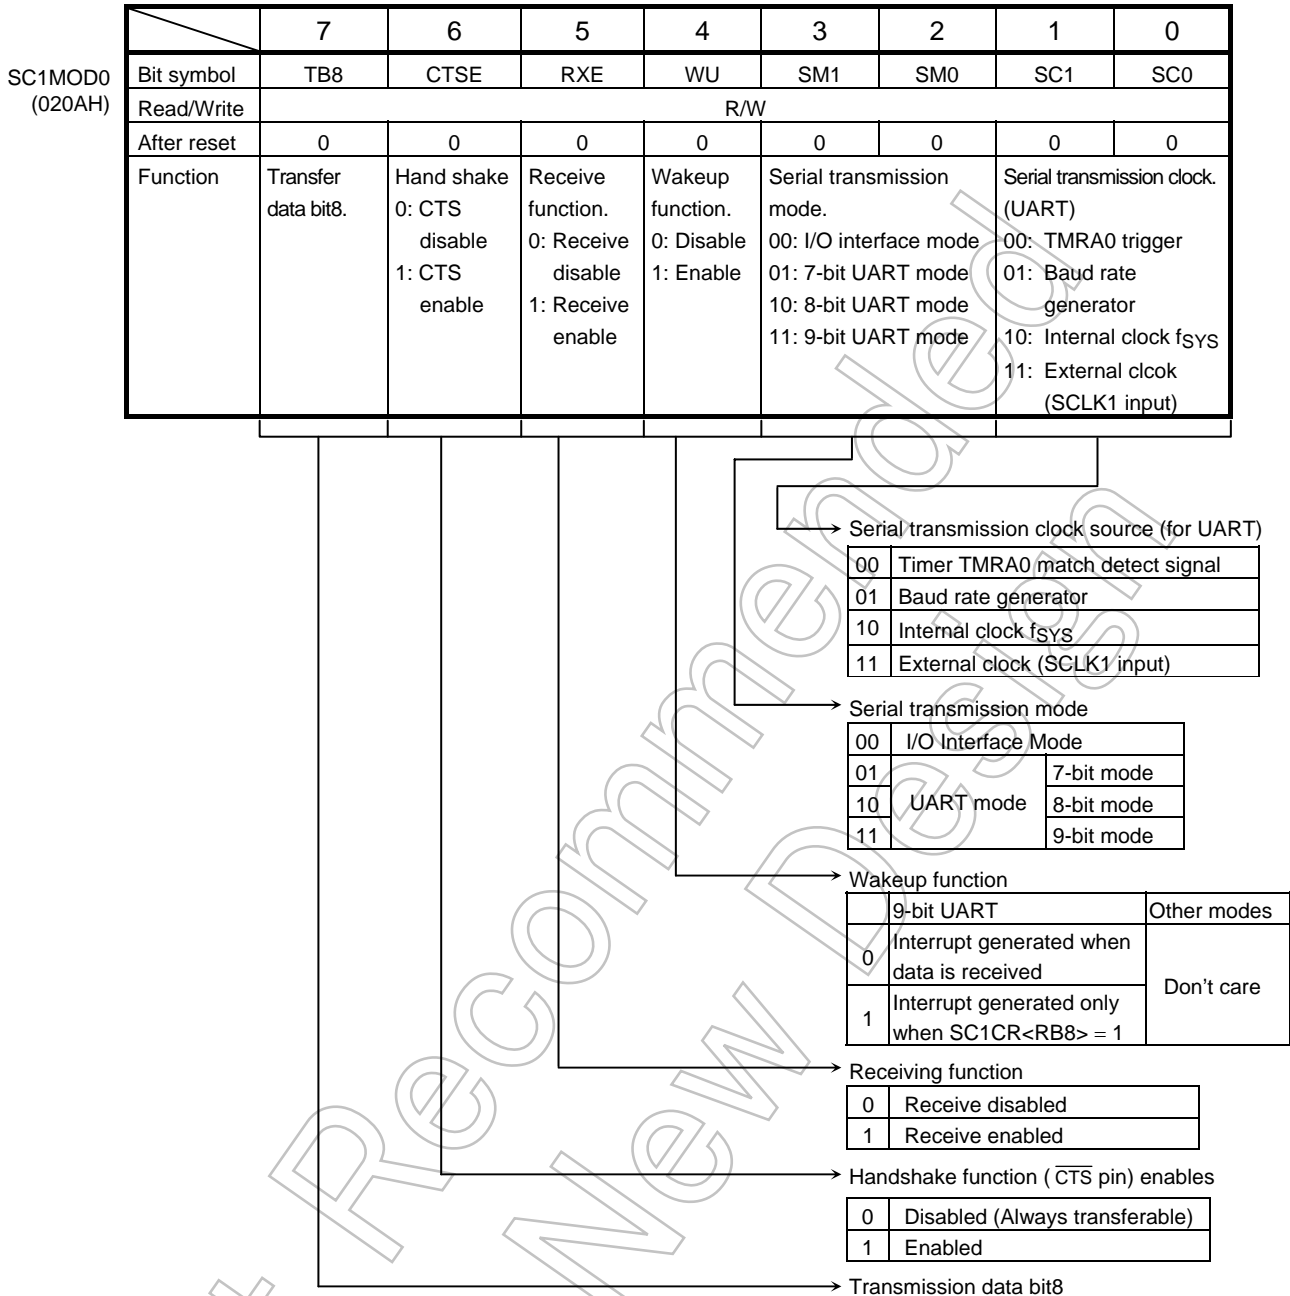 7 6 5 4 3 2 1 0
SC1MOD0
(020AH)
Bit symbol TB8 CTSE RXE WU SM1 SM0 SC1 SC0
Read/Write R/W
After reset 0 0 0 0 0 0 0 0
Function
Transfer
data bit8.
Hand shake
0: CTS
disable
1: CTS
enable
Receive
function.
0: Receive
disable
1: Receive
enable
Wakeup
function.
0: Disable
1: Enable
Serial transmission
mode.
00: I/O interface mode
01: 7-bit UART mode
10: 8-bit UART mode
11: 9-bit UART mode
Serial transmission clock.
(UART)
00: TMRA0 trigger
01: Baud rate
generator
10: Internal clock fSYS
11: External clcok
(SCLK1 input)
Serial transmission clock source (for UART)
00 Timer TMRA0 match detect signal
01 Baud rate generator
10 Internal clock fSYS
11 External clock (SCLK1 input)
Serial transmission mode
00 I/O Interface Mode
01 7-bit mode
10 UART mode 8-bit mode
11 9-bit mode
Wakeup function
9-bit UART Other modes
0 Interrupt generated when
data is received
Don't care
1 Interrupt generated only
when SC1CR<RB8> = 1
Receiving function
0 Receive disabled
1 Receive enabled
Handshake function (CTS pin) enables
0 Disabled (Always transferable)
1 Enabled
Transmission data bit8
Recommended
New Design